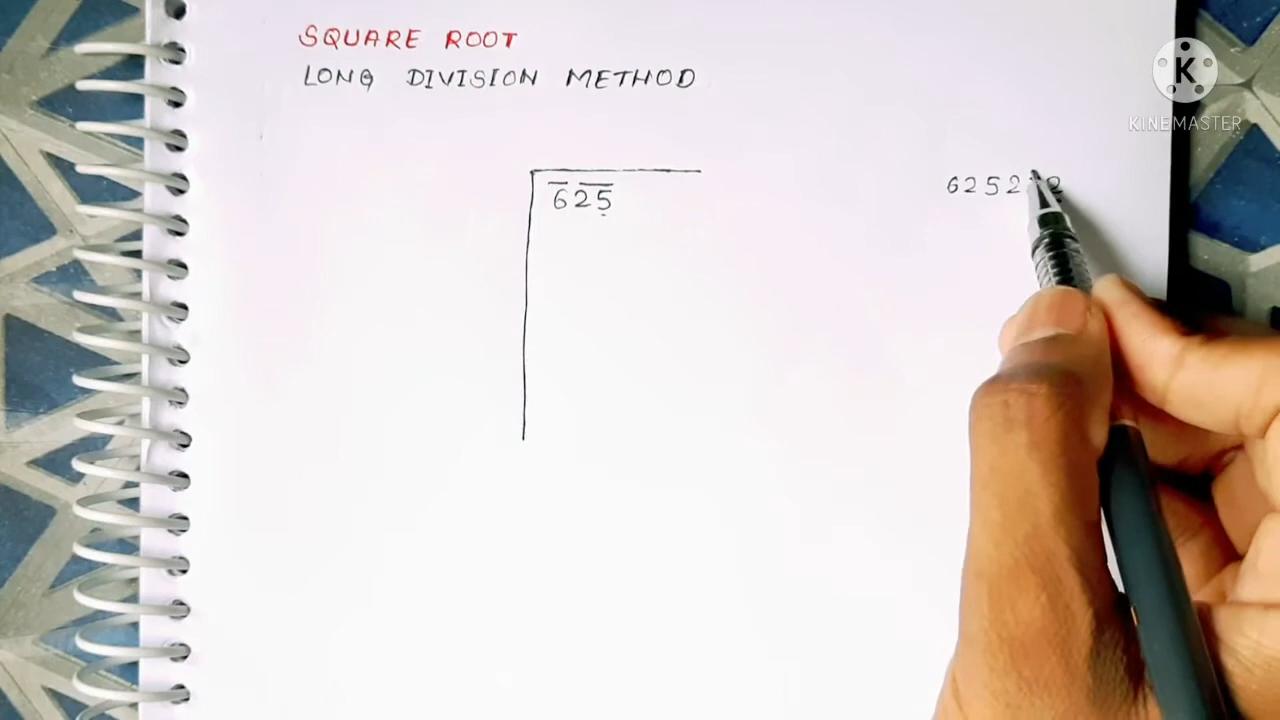 SQUARE ROOT
LONG DIVISION METHOD
625
K
KINEMASTER